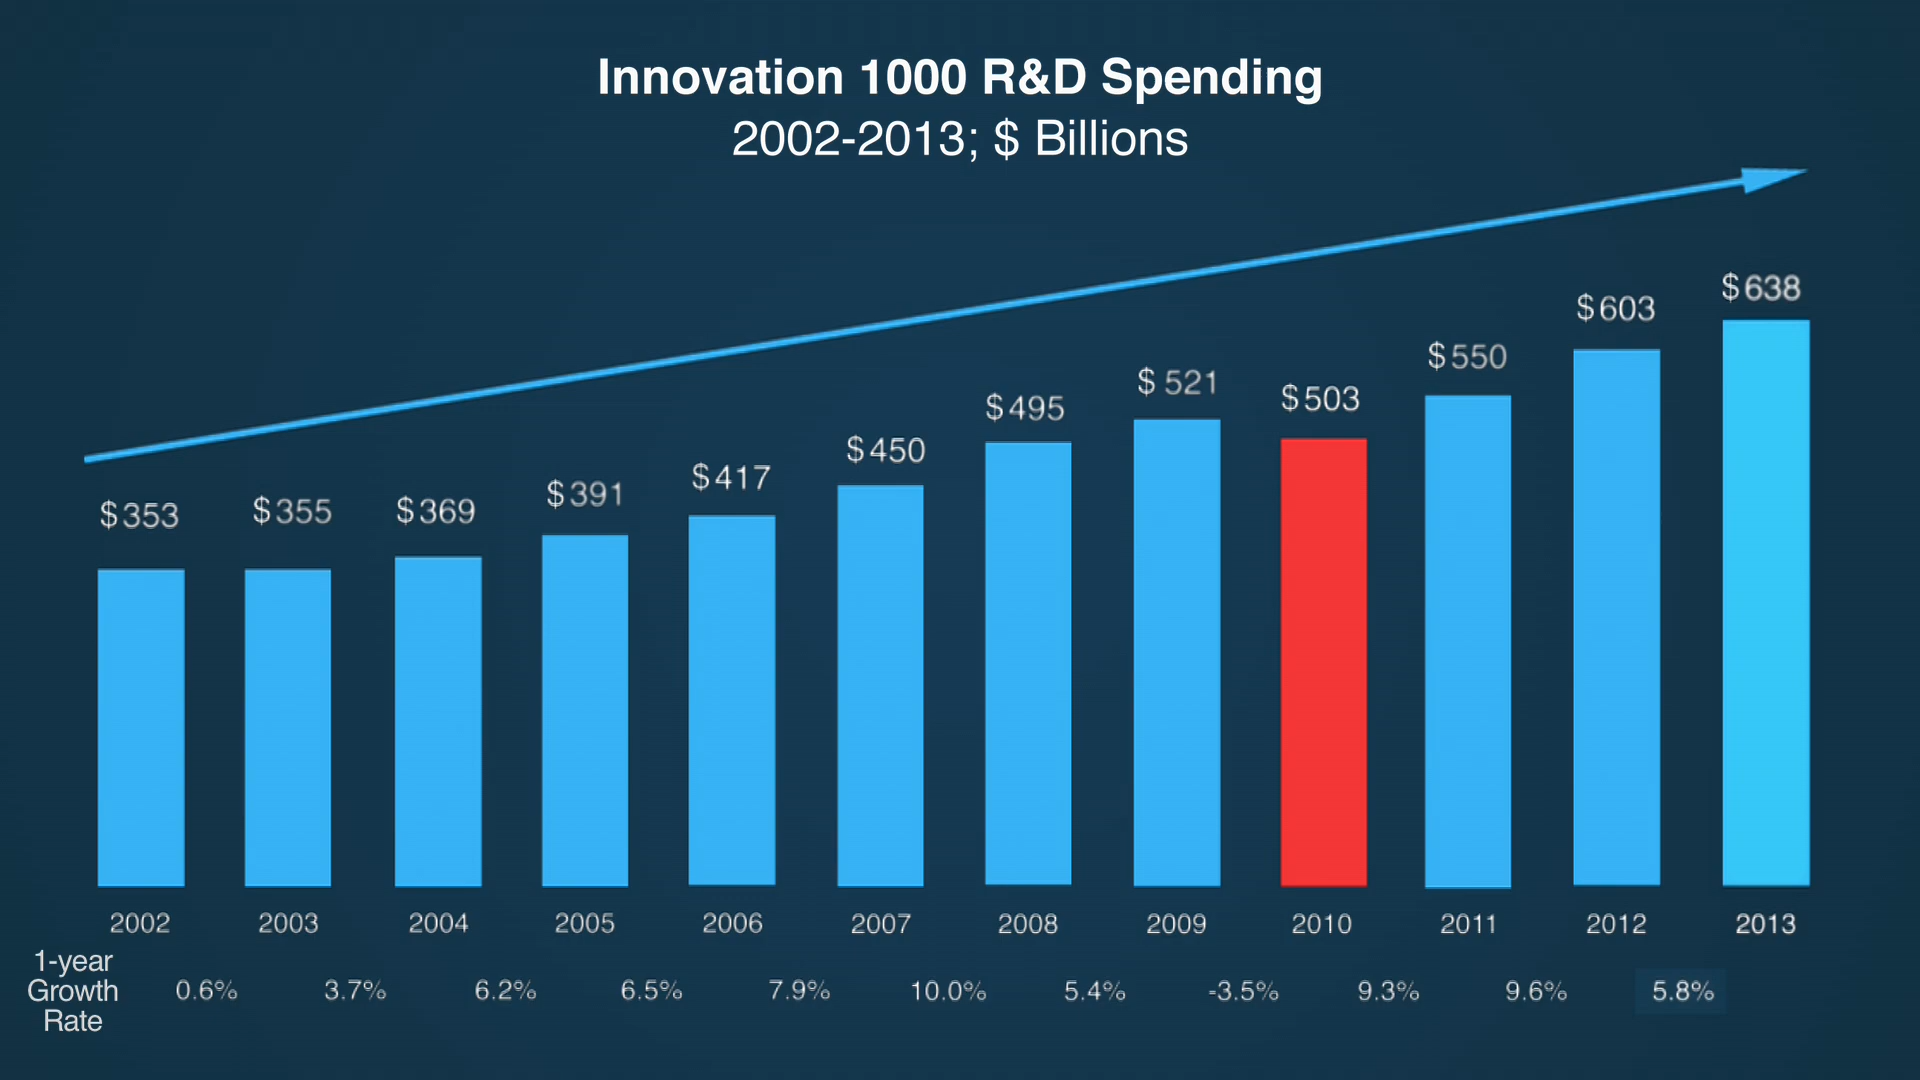 Innovation 1000 R&D Spending
2002-2013; $ Billions
$353 $355 $369 $391 $417 $450 $495 $521 $503 $550 $603 $638
2002 2003 2004 2005 2006 2007 2008 2009 2010 2011 2012 2013
1-year
Growth
Rate
0.6% 3.7% 6.2% 6.5% 7.9% 10.0% 5.4% -3.5% 9.3% 9.6% 5.8%